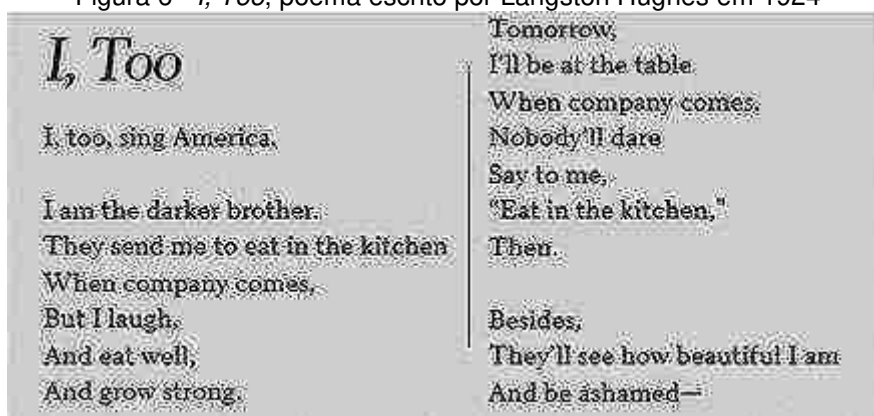 Figura 6 - I, Too, poema escrito por Langston Hughes em 1924
I, Too
I, too, sing America.
I am the darker brother.
They send me to eat in the kitchen
When company comes,
But I laugh,
And eat well,
And grow strong.
Tomorrow,
I'll be at the table
When company comes.
Nobody'll dare
Say to me,
"Eat in the kitchen,"
Then.
Besides,
They'll see how beautiful I am
And be ashamed—